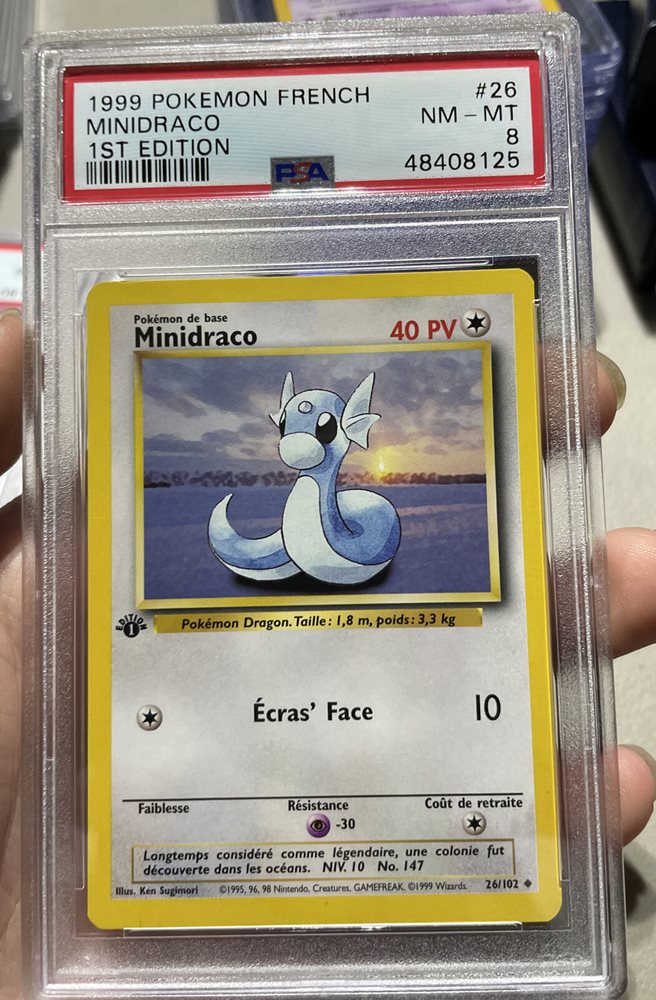 1999 POKEMON FRENCH #26
MINIDRACO NM - MT
1ST EDITION 8
PSA 48408125
Pokémon de base
Minidraco 40 PV
EDITION 1
Pokémon Dragon. Taille : 1,8 m, poids : 3,3 kg
Écras' Face 10
Faiblesse Résistance Coût de retraite
-30
Longtemps considéré comme légendaire, une colonie fut
découverte dans les océans. NIV. 10 No. 147
Illus. Ken Sugimori ©1995, 96, 98 Nintendo, Creatures, GAMEFREAK. ©1999 Wizards. 26/102